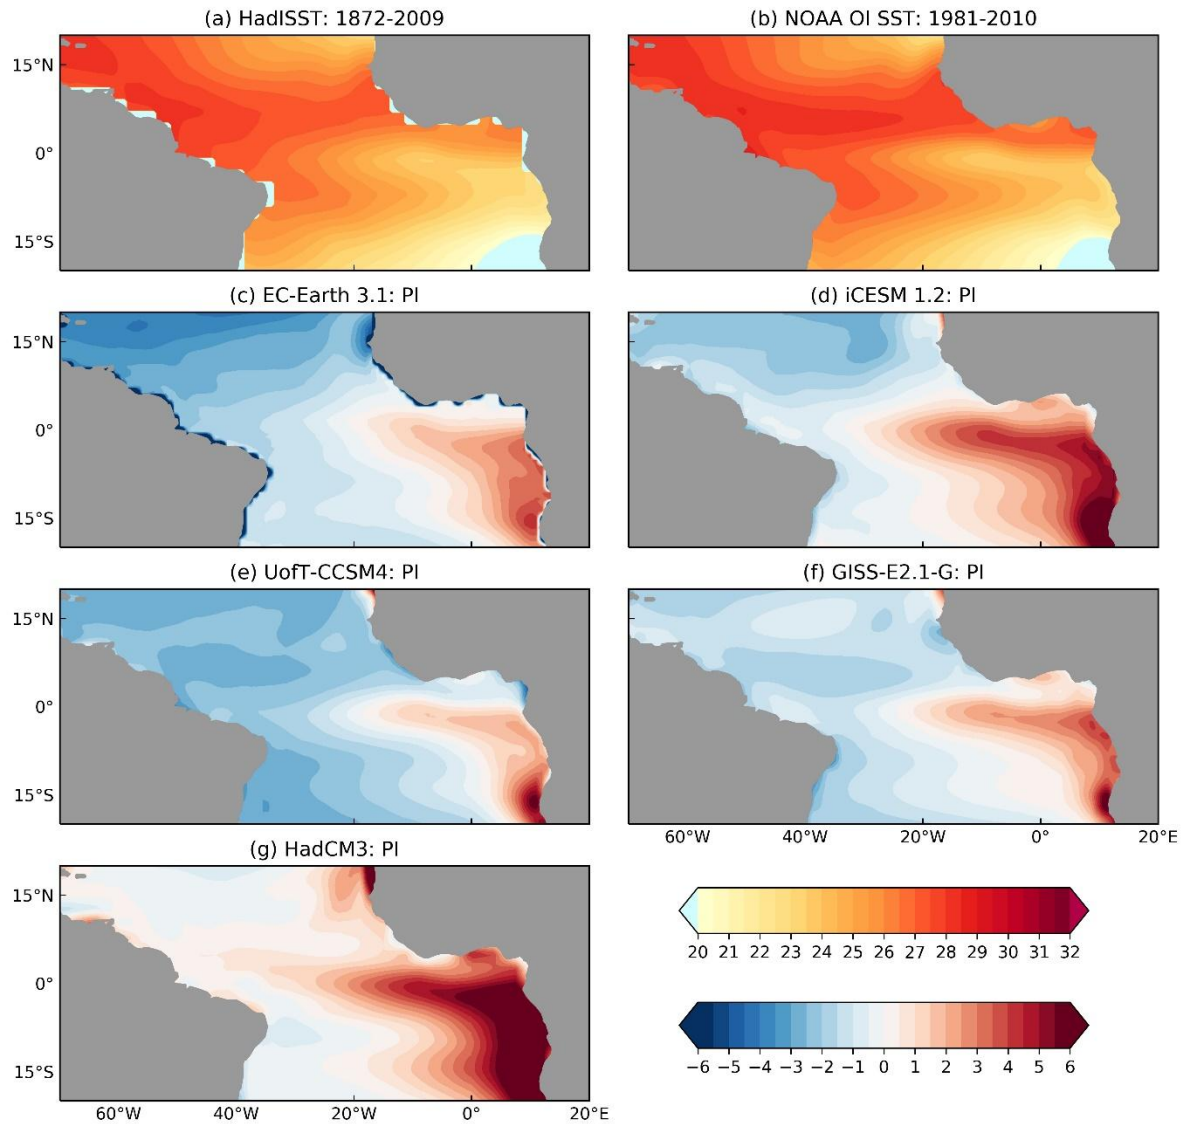 (a) HadISST: 1872-2009
(b) NOAA OI SST: 1981-2010
15°N
0°
15°S
(c) EC-Earth 3.1: PI
(d) iCESM 1.2: PI
15°N
0°
15°S
(e) UofT-CCSM4: PI
(f) GISS-E2.1-G: PI
15°N
0°
15°S
60°W 40°W 20°W 0° 20°E
(g) HadCM3: PI
15°N
0°
15°S
60°W 40°W 20°W 0° 20°E
20 21 22 23 24 25 26 27 28 29 30 31 32
−6 −5 −4 −3 −2 −1 0 1 2 3 4 5 6